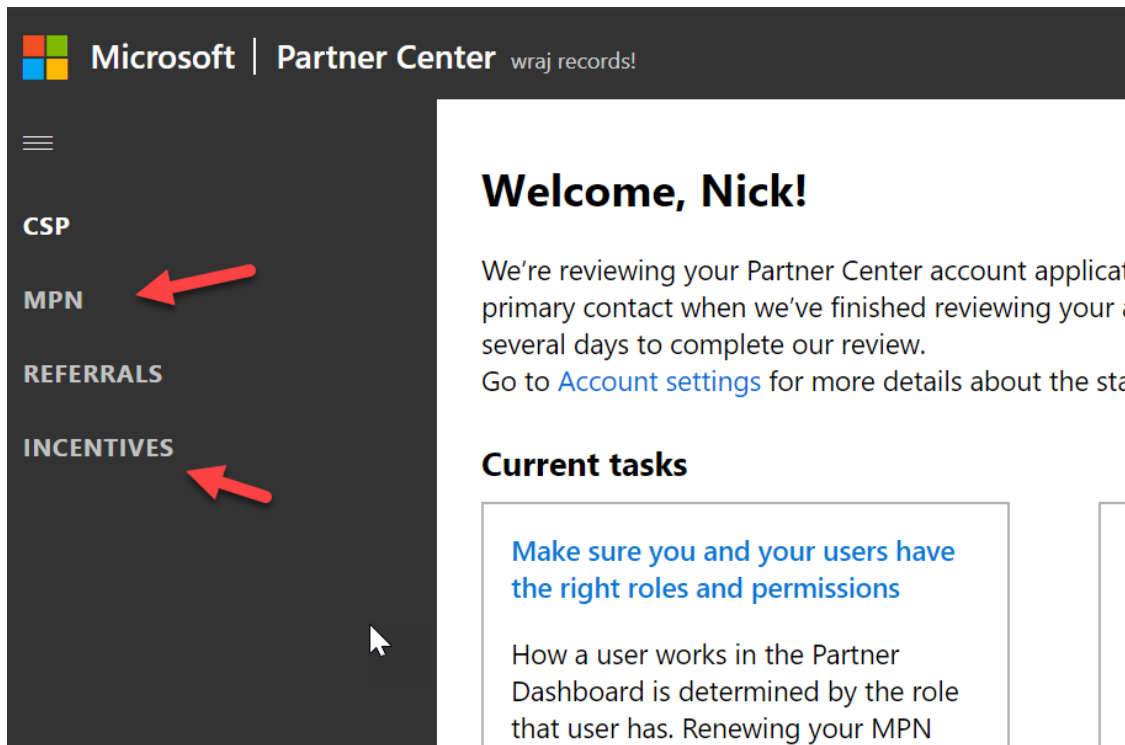 Microsoft | Partner Center wraj records!
CSP
MPN
REFERRALS
INCENTIVES
Welcome, Nick!
We're reviewing your Partner Center account
primary contact when we've finished reviewing your
several days to complete our review.
Go to Account settings for more details about the
Current tasks
Make sure you and your users have
the right roles and permissions
How a user works in the Partner
Dashboard is determined by the role
that user has. Renewing your MPN